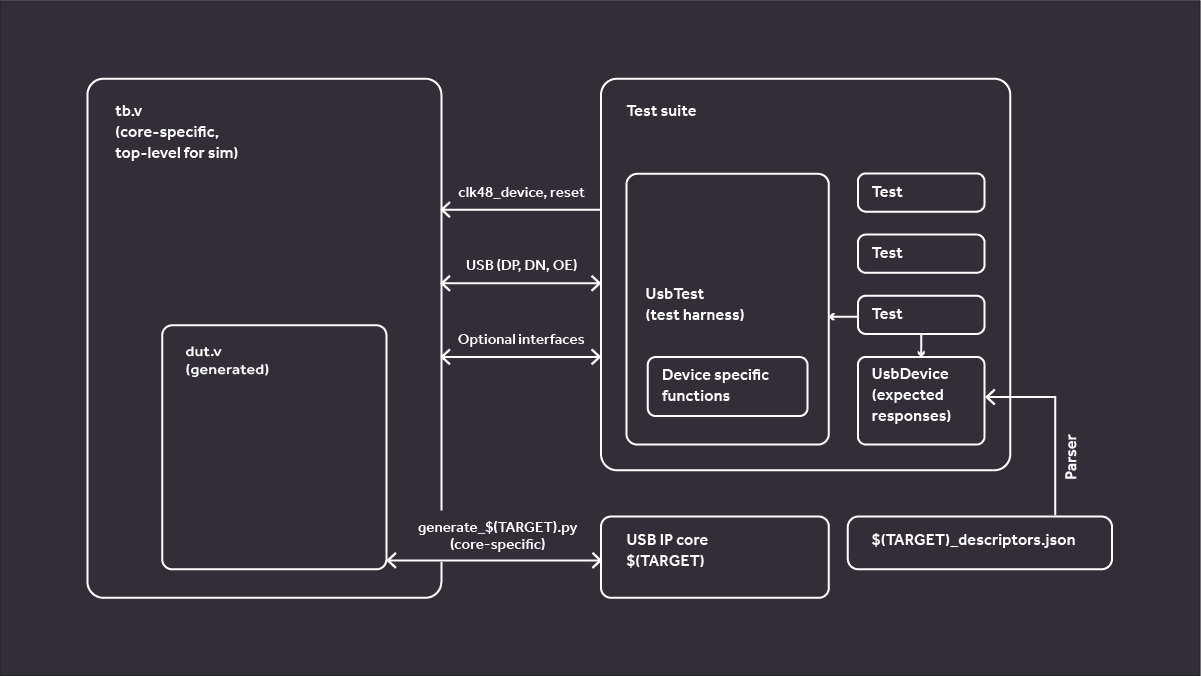 tb.v
(core-specific,
top-level for sim)
dut.v
(generated)
clk48_device, reset
USB (DP, DN, OE)
Optional interfaces
generate_$(TARGET).py
(core-specific)
Test suite
UsbTest
(test harness)
Device specific
functions
Test
Test
Test
UsbDevice
(expected
responses)
Parser
USB IP core
$(TARGET)
$(TARGET)_descriptors.json